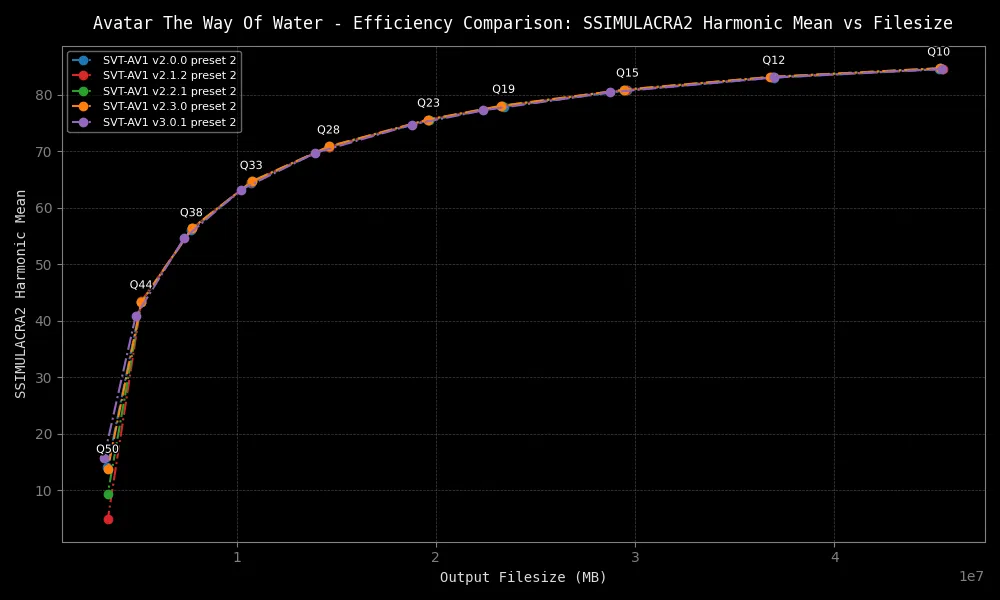 Avatar The Way Of Water - Efficiency Comparison: SSIMULACRA2 Harmonic Mean vs Filesize
SVT-AV1 v2.0.0 preset 2
SVT-AV1 v2.1.2 preset 2
SVT-AV1 v2.2.1 preset 2
SVT-AV1 v2.3.0 preset 2
SVT-AV1 v3.0.1 preset 2
Q10
Q12
Q15
Q19
Q23
Q28
Q33
Q38
Q44
Q50
80
70
60
50
40
30
20
10
SSIMULACRA2 Harmonic Mean
1
2
3
4
1e7
Output Filesize (MB)